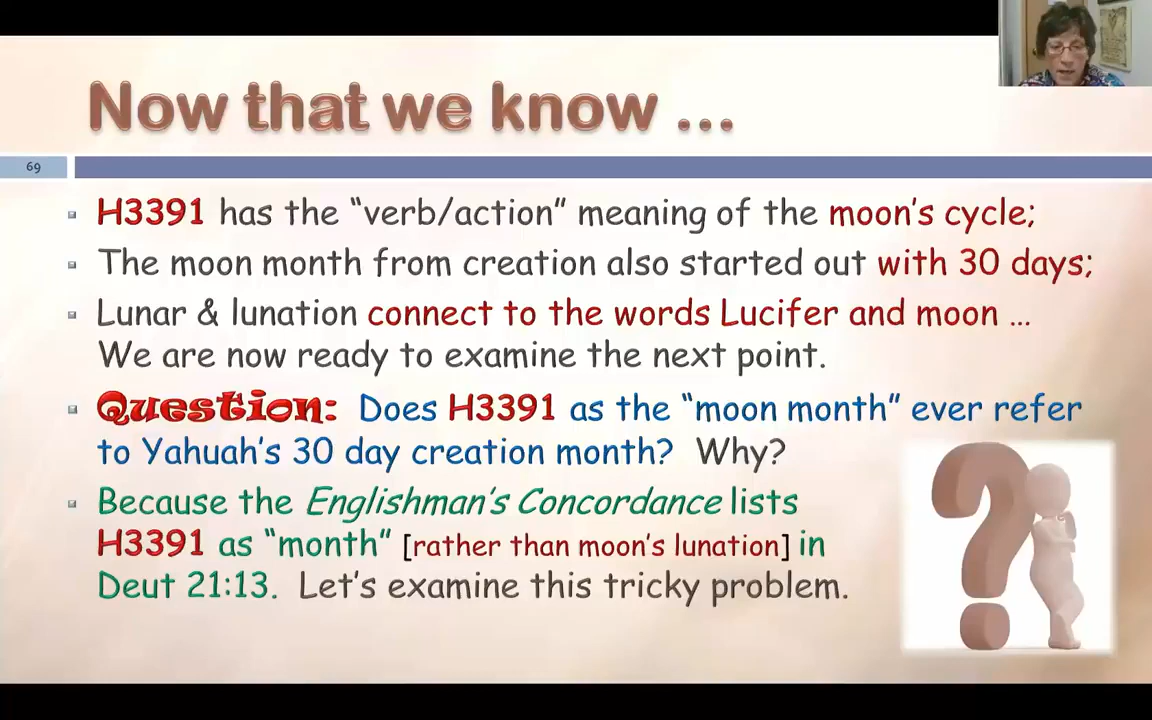 Now that we know ...
69
H3391 has the “verb/action” meaning of the moon’s cycle;
The moon month from creation also started out with 30 days;
Lunar & lunation connect to the words Lucifer and moon ...
We are now ready to examine the next point.
Question: Does H3391 as the “moon month” ever refer
to Yahuah’s 30 day creation month? Why?
Because the Englishman’s Concordance lists
H3391 as “month” [rather than moon’s lunation] in
Deut 21:13. Let’s examine this tricky problem.